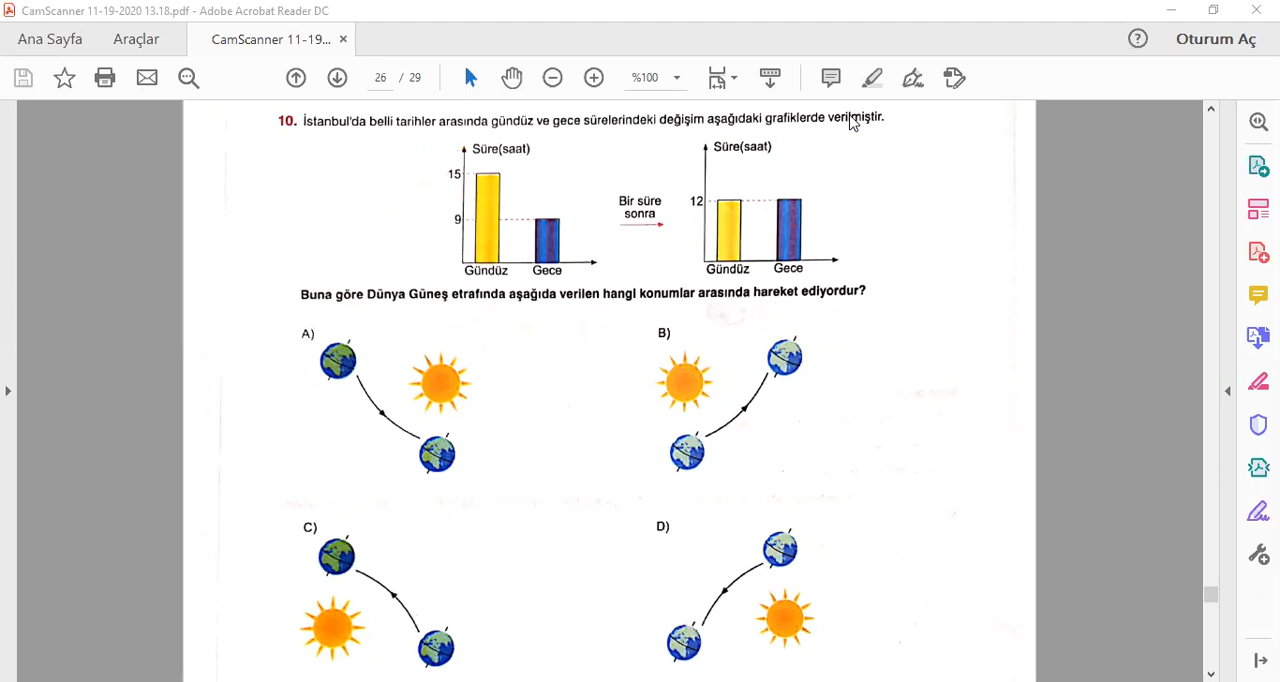 CamScanner 11-19-2020 13.18.pdf - Adobe Acrobat Reader DC
Ana Sayfa
Araçlar
CamScanner 11-19...
Oturum Aç
26 / 29
%100
10. İstanbul'da belli tarihler arasında gündüz ve gece sürelerindeki değişim aşağıdaki grafiklerde verilmiştir.
Süre(saat)
15
9
Gündüz
Gece
Bir süre
sonra
Süre(saat)
12
Gündüz
Gece
Buna göre Dünya Güneş etrafında aşağıda verilen hangi konumlar arasında hareket ediyordur?
A)
B)
C)
D)